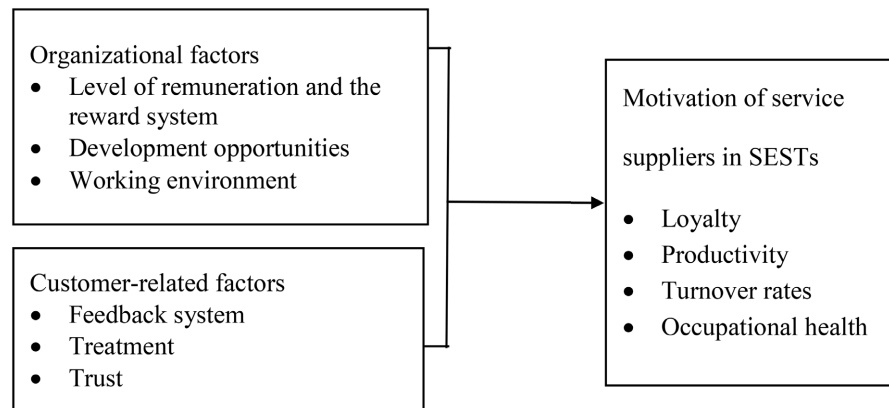 Organizational factors
• Level of remuneration and the
reward system
• Development opportunities
• Working environment
Customer-related factors
• Feedback system
• Treatment
• Trust
Motivation of service
suppliers in SESTs
• Loyalty
• Productivity
• Turnover rates
• Occupational health